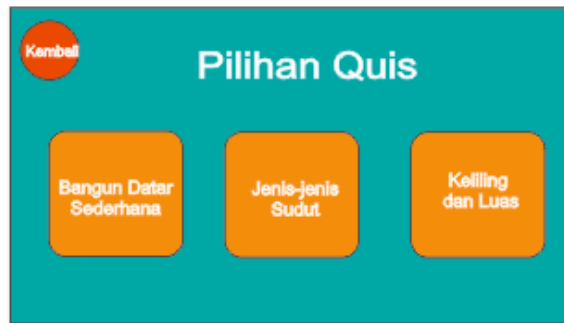 Kembali
Pilihan Quis
Bangun Datar
Sederhana
Jenis-jenis
Sudut
Keliling
dan Luas